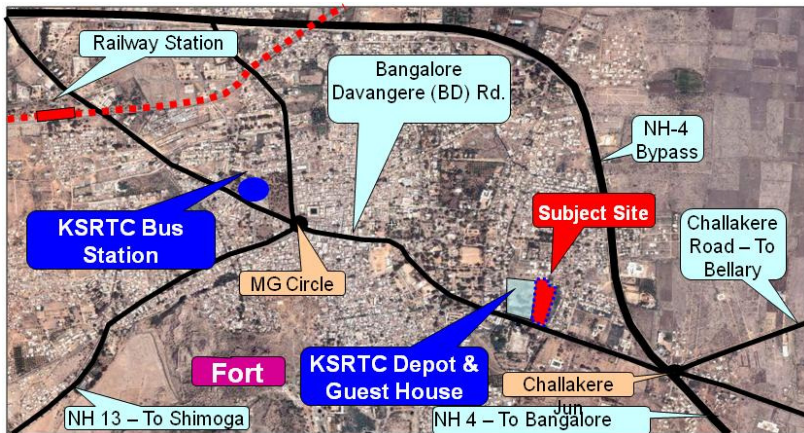 Railway Station
Bangalore
Davangere (BD) Rd.
NH-4
Bypass
KSRTC Bus
Station
Subject Site
Challakere
Road – To
Bellary
MG Circle
Fort
KSRTC Depot &
Guest House
Challakere
Jun
NH 13 – To Shimoga
NH 4 – To Bangalore